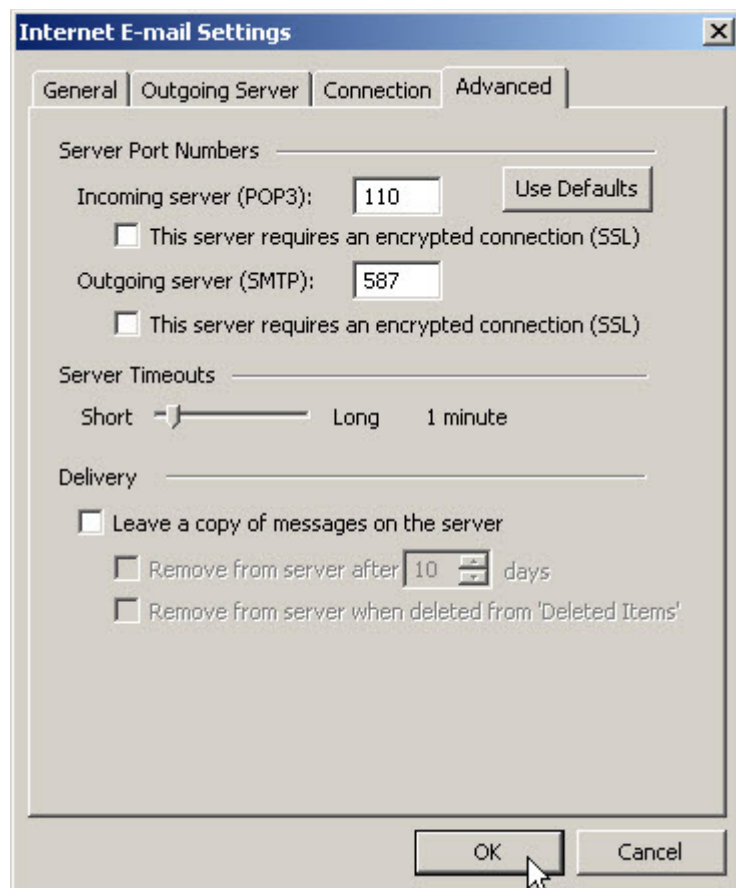 Internet E-mail Settings
General Outgoing Server Connection Advanced
Server Port Numbers
Incoming server (POP3): 110 Use Defaults
This server requires an encrypted connection (SSL)
Outgoing server (SMTP): 587
This server requires an encrypted connection (SSL)
Server Timeouts
Short Long 1 minute
Delivery
Leave a copy of messages on the server
Remove from server after 10 days
Remove from server when deleted from 'Deleted Items'
OK Cancel